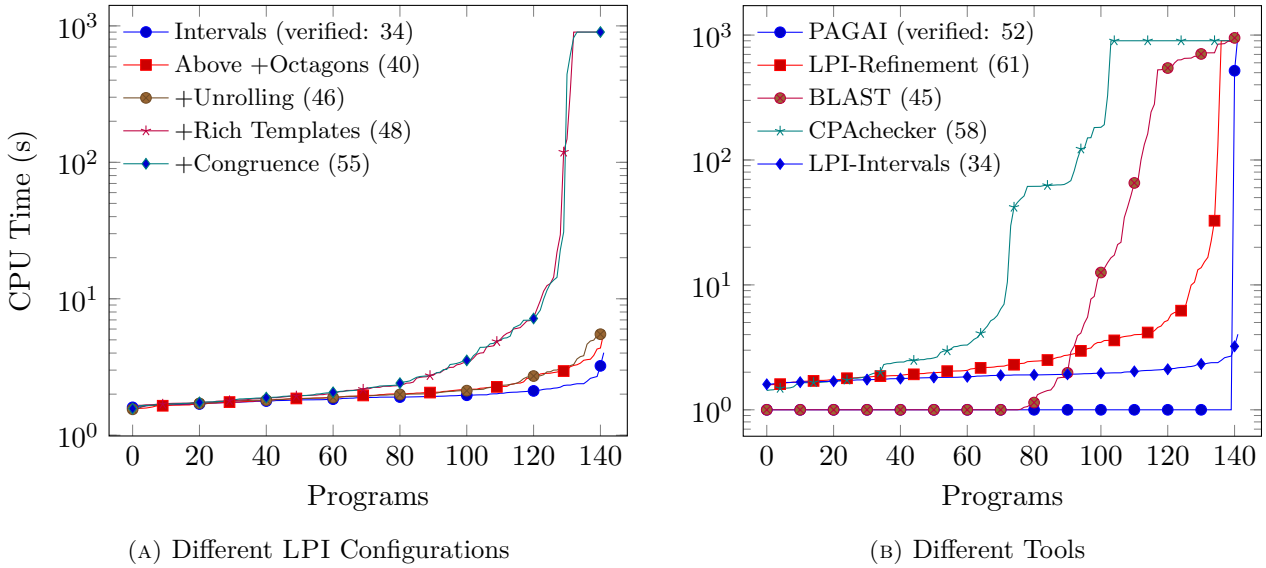 CPU Time (s)
10^3
10^2
10^1
10^0
Intervals (verified: 34)
Above +Octagons (40)
+Unrolling (46)
+Rich Templates (48)
+Congruence (55)
0 20 40 60 80 100 120 140
Programs
(A) Different LPI Configurations
10^3
10^2
10^1
10^0
PAGAI (verified: 52)
LPI-Refinement (61)
BLAST (45)
CPAchecker (58)
LPI-Intervals (34)
0 20 40 60 80 100 120 140
Programs
(B) Different Tools